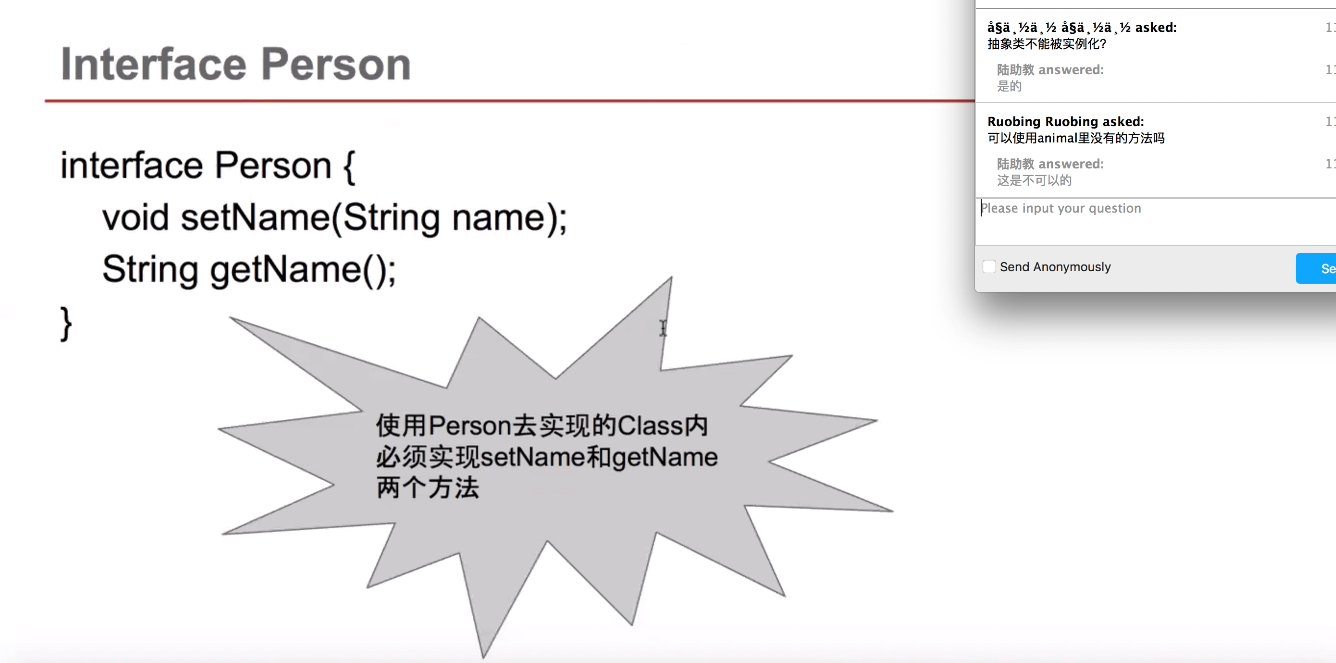 Interface Person
interface Person {
void setName(String name);
String getName();
}
使用Person去实现的Class内
必须实现setName和getName
两个方法
å§ä¸½ä¸½ å§ä¸½ä¸½ asked:
抽象类不能被实例化?
陆助教 answered:
是的
Ruobing Ruobing asked:
可以使用animal里没有的方法吗
陆助教 answered:
这是不可以的
Please input your question
Send Anonymously